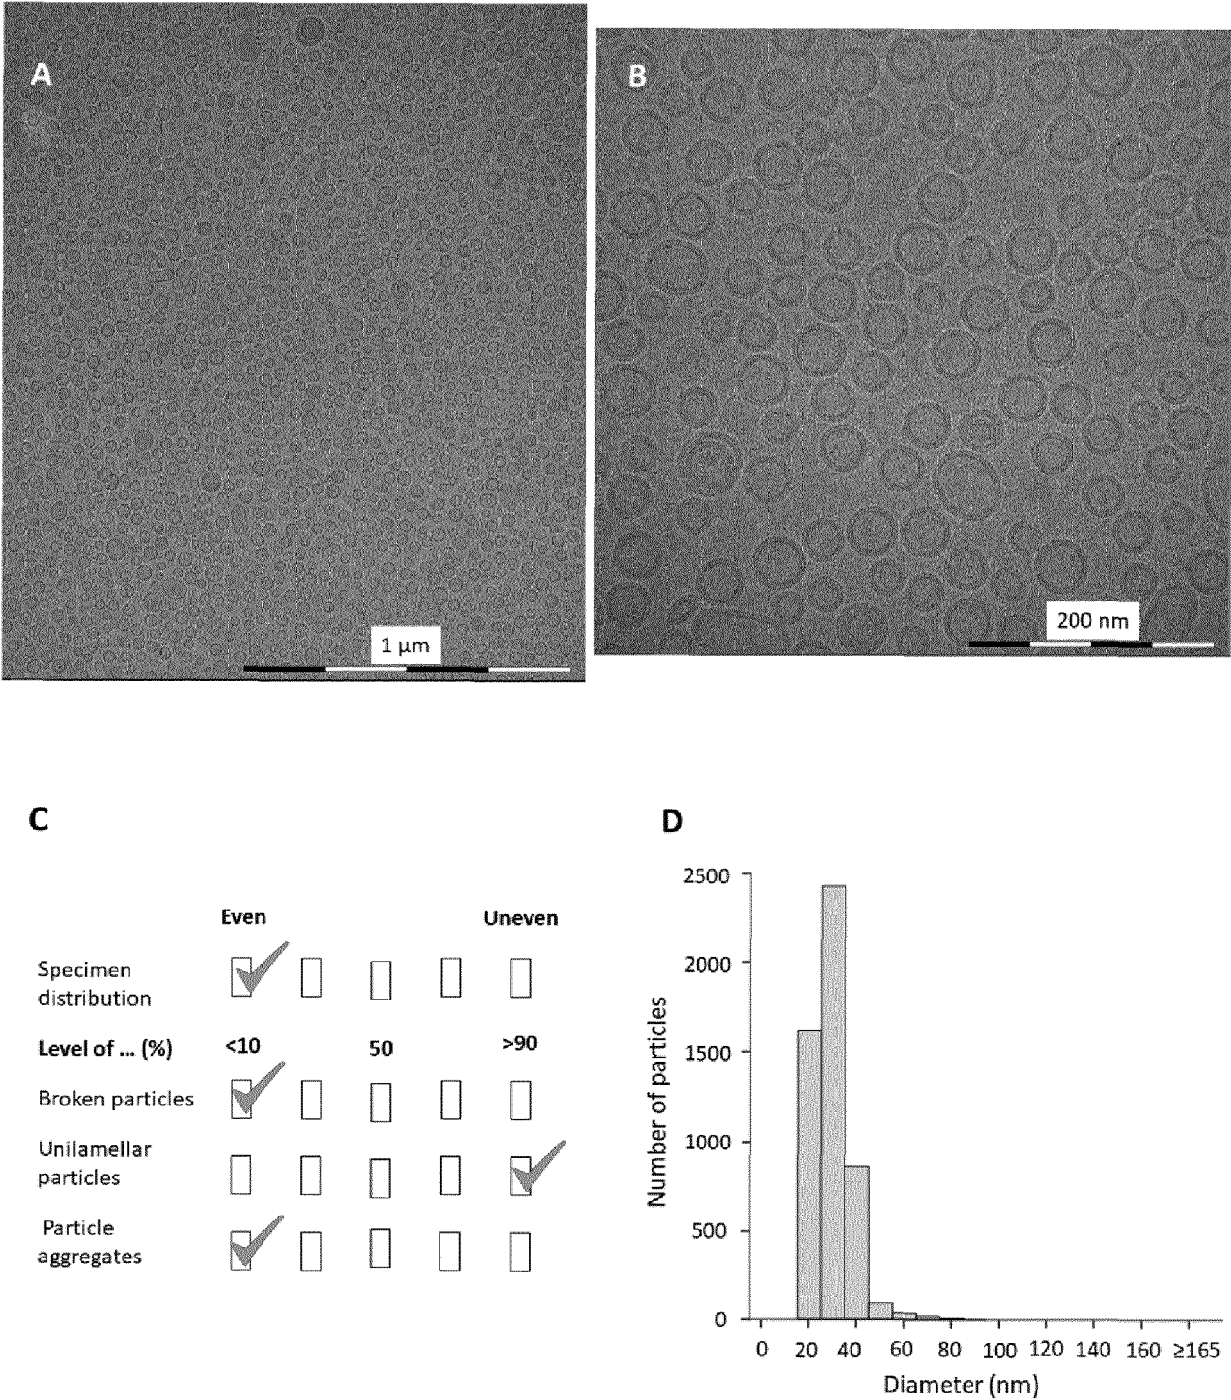 A
B
1 µm
200 nm
C
Even Uneven
Specimen
distribution
Level of ... (%) <10 50 >90
Broken particles
Unilamellar
particles
Particle
aggregates
D
2500
2000
1500
1000
500
0
Number of particles
0 20 40 60 80 100 120 140 160 ≥165
Diameter (nm)